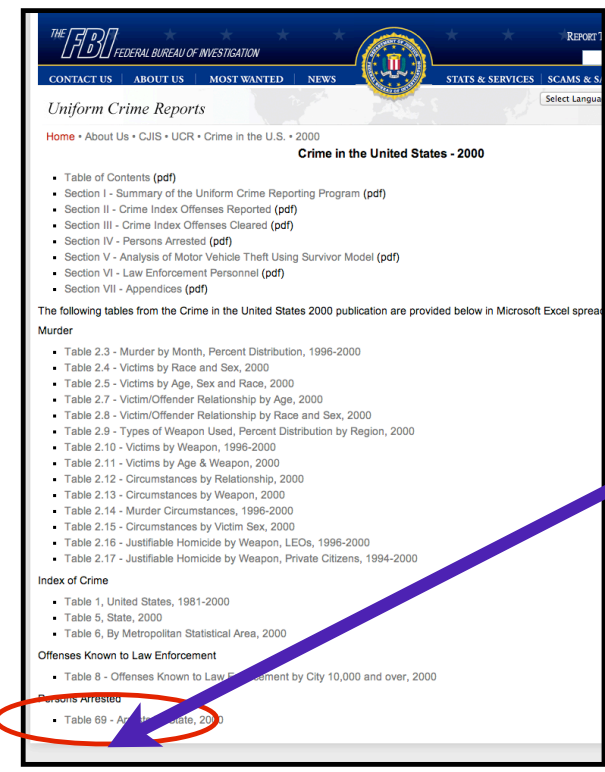 THE FBI FEDERAL BUREAU OF INVESTIGATION
REPORT
CONTACT US ABOUT US MOST WANTED NEWS STATS & SERVICES SCAMS &
Select
Uniform Crime Reports
Home • About Us • CJIS • UCR • Crime in the U.S. • 2000
Crime in the United States - 2000
Table of Contents (pdf)
Section I - Summary of the Uniform Crime Reporting Program (pdf)
Section II - Crime Index Offenses Reported (pdf)
Section III - Crime Index Offenses Cleared (pdf)
Section IV - Persons Arrested (pdf)
Section V - Analysis of Motor Vehicle Theft Using Survivor Model (pdf)
Section VI - Law Enforcement Personnel (pdf)
Section VII - Appendices (pdf)
The following tables from the Crime in the United States 2000 publication are provided below in Microsoft Excel
Murder
Table 2.3 - Murder by Month, Percent Distribution, 1996-2000
Table 2.4 - Victims by Race and Sex, 2000
Table 2.5 - Victims by Age, Sex and Race, 2000
Table 2.7 - Victim/Offender Relationship by Age, 2000
Table 2.8 - Victim/Offender Relationship by Race and Sex, 2000
Table 2.9 - Types of Weapon Used, Percent Distribution by Region, 2000
Table 2.10 - Victims by Weapon, 1996-2000
Table 2.11 - Victims by Age & Weapon, 2000
Table 2.12 - Circumstances by Relationship, 2000
Table 2.13 - Circumstances by Weapon, 2000
Table 2.14 - Murder Circumstances, 1996-2000
Table 2.15 - Circumstances by Victim Sex, 2000
Table 2.16 - Justifiable Homicide by Weapon, LEOs, 1996-2000
Table 2.17 - Justifiable Homicide by Weapon, Private Citizens, 1994-2000
Index of Crime
Table 1, United States, 1981-2000
Table 5, State, 2000
Table 6, By Metropolitan Statistical Area, 2000
Offenses Known to Law Enforcement
Table 8 - Offenses Known to Law Enforcement by City 10,000 and over, 2000
Persons Arrested
Table 69 - State, 2000